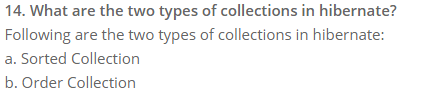 14. What are the two types of collections in hibernate?
Following are the two types of collections in hibernate:
a. Sorted Collection
b. Order Collection